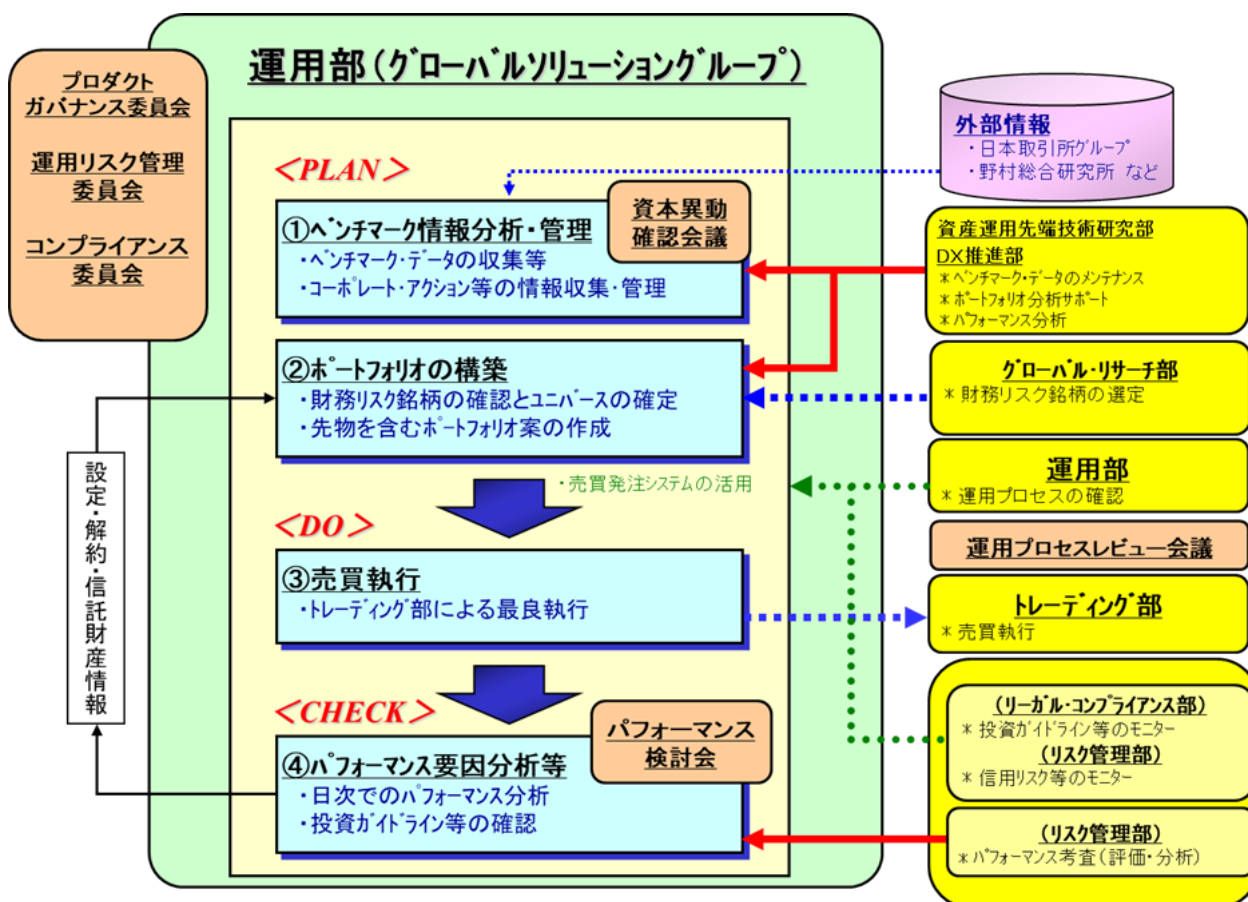 運用部(グローバルソリューショングループ)
プロダクト
ガバナンス委員会
運用リスク管理
委員会
コンプライアンス
委員会
<PLAN>
①ベンチマーク情報分析・管理
・ベンチマーク・データの収集等
・コーポレート・アクション等の情報収集・管理
資本異動
確認会議
②ポートフォリオの構築
・財務リスク銘柄の確認とユニバースの確定
・先物を含むポートフォリオ案の作成
・売買発注システムの活用
<DO>
③売買執行
・トレーディング部による最良執行
<CHECK>
④パフォーマンス要因分析等
・日次でのパフォーマンス分析
・投資ガイドライン等の確認
パフォーマンス
検討会
設定・解約・信託財産情報
外部情報
・日本取引所グループ
・野村総合研究所 など
資産運用先端技術研究部
DX推進部
*ベンチマーク・データのメンテナンス
*ポートフォリオ分析サポート
*パフォーマンス分析
グローバル・リサーチ部
*財務リスク銘柄の選定
運用部
*運用プロセスの確認
運用プロセスレビュー会議
トレーディング部
*売買執行
(リーガル・コンプライアンス部)
*投資ガイドライン等のモニター
(リスク管理部)
*信用リスク等のモニター
(リスク管理部)
*パフォーマンス考査(評価・分析)